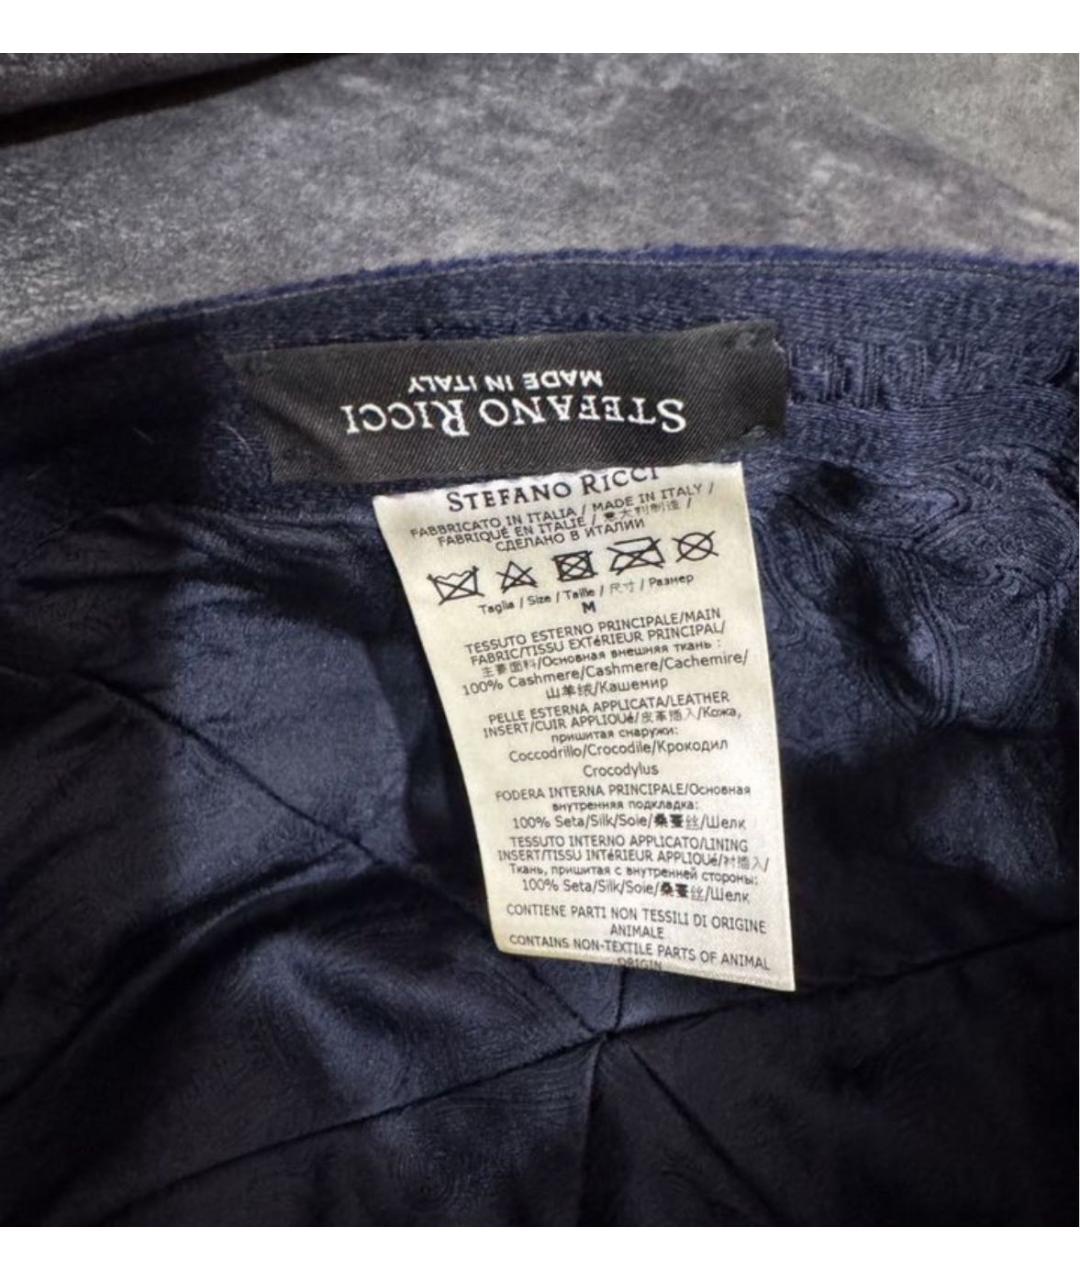 STEFANO RICCI
MADE IN ITALY
STEFANO RICCI
FABBRICATO IN ITALIA / MADE IN ITALY /
FABRIQUÉ EN ITALIE / 意大利制造 /
СДЕЛАНО В ИТАЛИИ
Taglia / Size / Taille / 尺寸 / Размер
M
TESSUTO ESTERNO PRINCIPALE/MAIN
FABRIC/TISSU EXTéRIEUR PRINCIPAL/
主要面料/Основная внешняя ткань :
100% Cashmere/Cashmere/Cachemire/
山羊绒/Кашемир
PELLE ESTERNA APPLICATA/LEATHER
INSERT/CUIR APPLIQUé/皮革插入/Кожа,
пришитая снаружи:
Coccodrillo/Crocodile/Крокодил
Crocodylus
FODERA INTERNA PRINCIPALE/Основная
внутренняя подкладка:
100% Seta/Silk/Soie/桑蚕丝/Шелк
TESSUTO INTERNO APPLICATO/LINING
INSERT/TISSU INTéRIEUR APPLIQUé/衬插入/
Ткань, пришитая с внутренней стороны:
100% Seta/Silk/Soie/桑蚕丝/Шелк
CONTIENE PARTI NON TESSILI DI ORIGINE
ANIMALE
CONTAINS NON-TEXTILE PARTS OF ANIMAL
ORIGIN